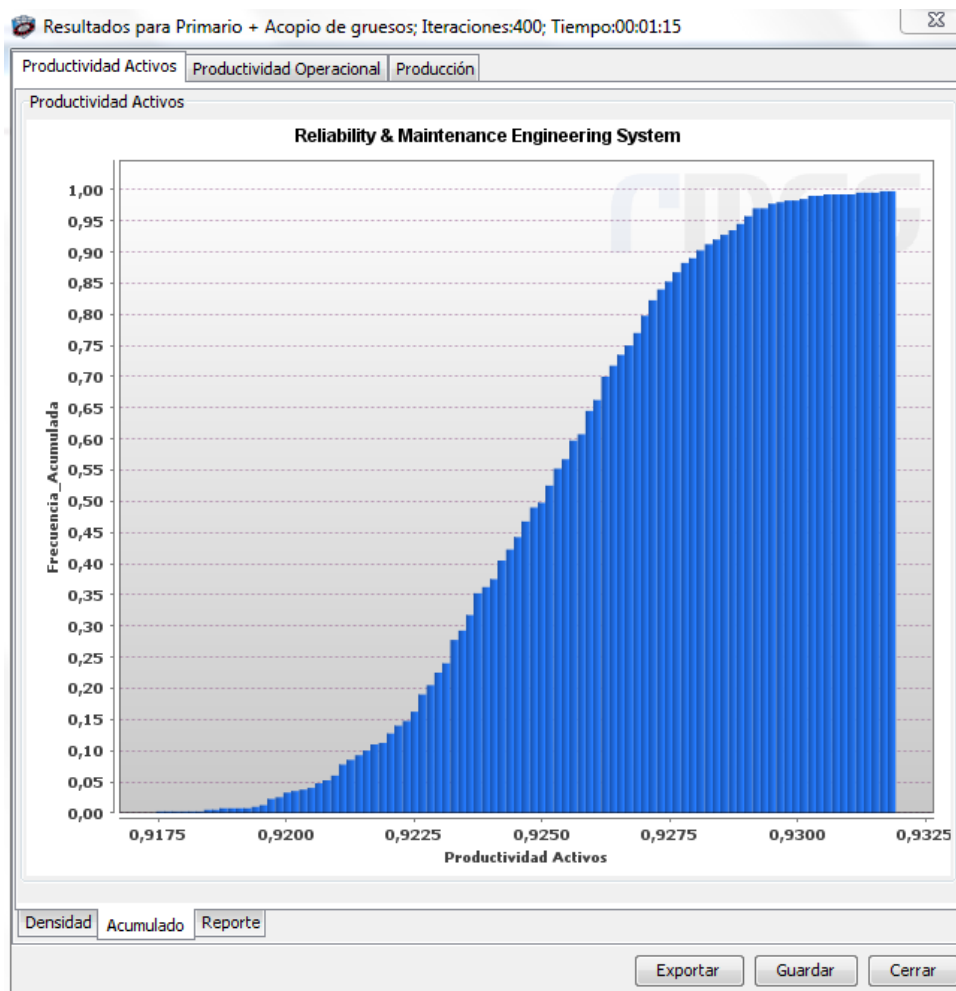 Resultados para Primario + Acopio de gruesos; Iteraciones:400; Tiempo:00:01:15
Productividad Activos Productividad Operacional Producción
Productividad Activos
Reliability & Maintenance Engineering System
1,00
0,95
0,90
0,85
0,80
0,75
0,70
0,65
0,60
0,55
0,50
0,45
0,40
0,35
0,30
0,25
0,20
0,15
0,10
0,05
0,00
Frecuencia_Acumulada
0,9175 0,9200 0,9225 0,9250 0,9275 0,9300 0,9325
Productividad Activos
Densidad Acumulado Reporte
Exportar Guardar Cerrar